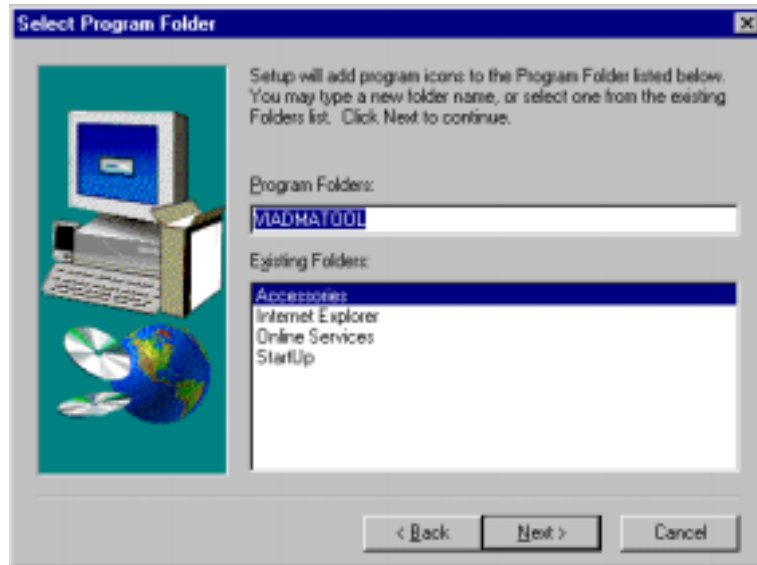 Select Program Folder
Setup will add program icons to the Program Folder listed below.
You may type a new folder name, or select one from the existing
Folders list. Click Next to continue.
Program Folders:
VIADMATOOL
Existing Folders:
Accessories
Internet Explorer
Online Services
StartUp
< Back
Next >
Cancel